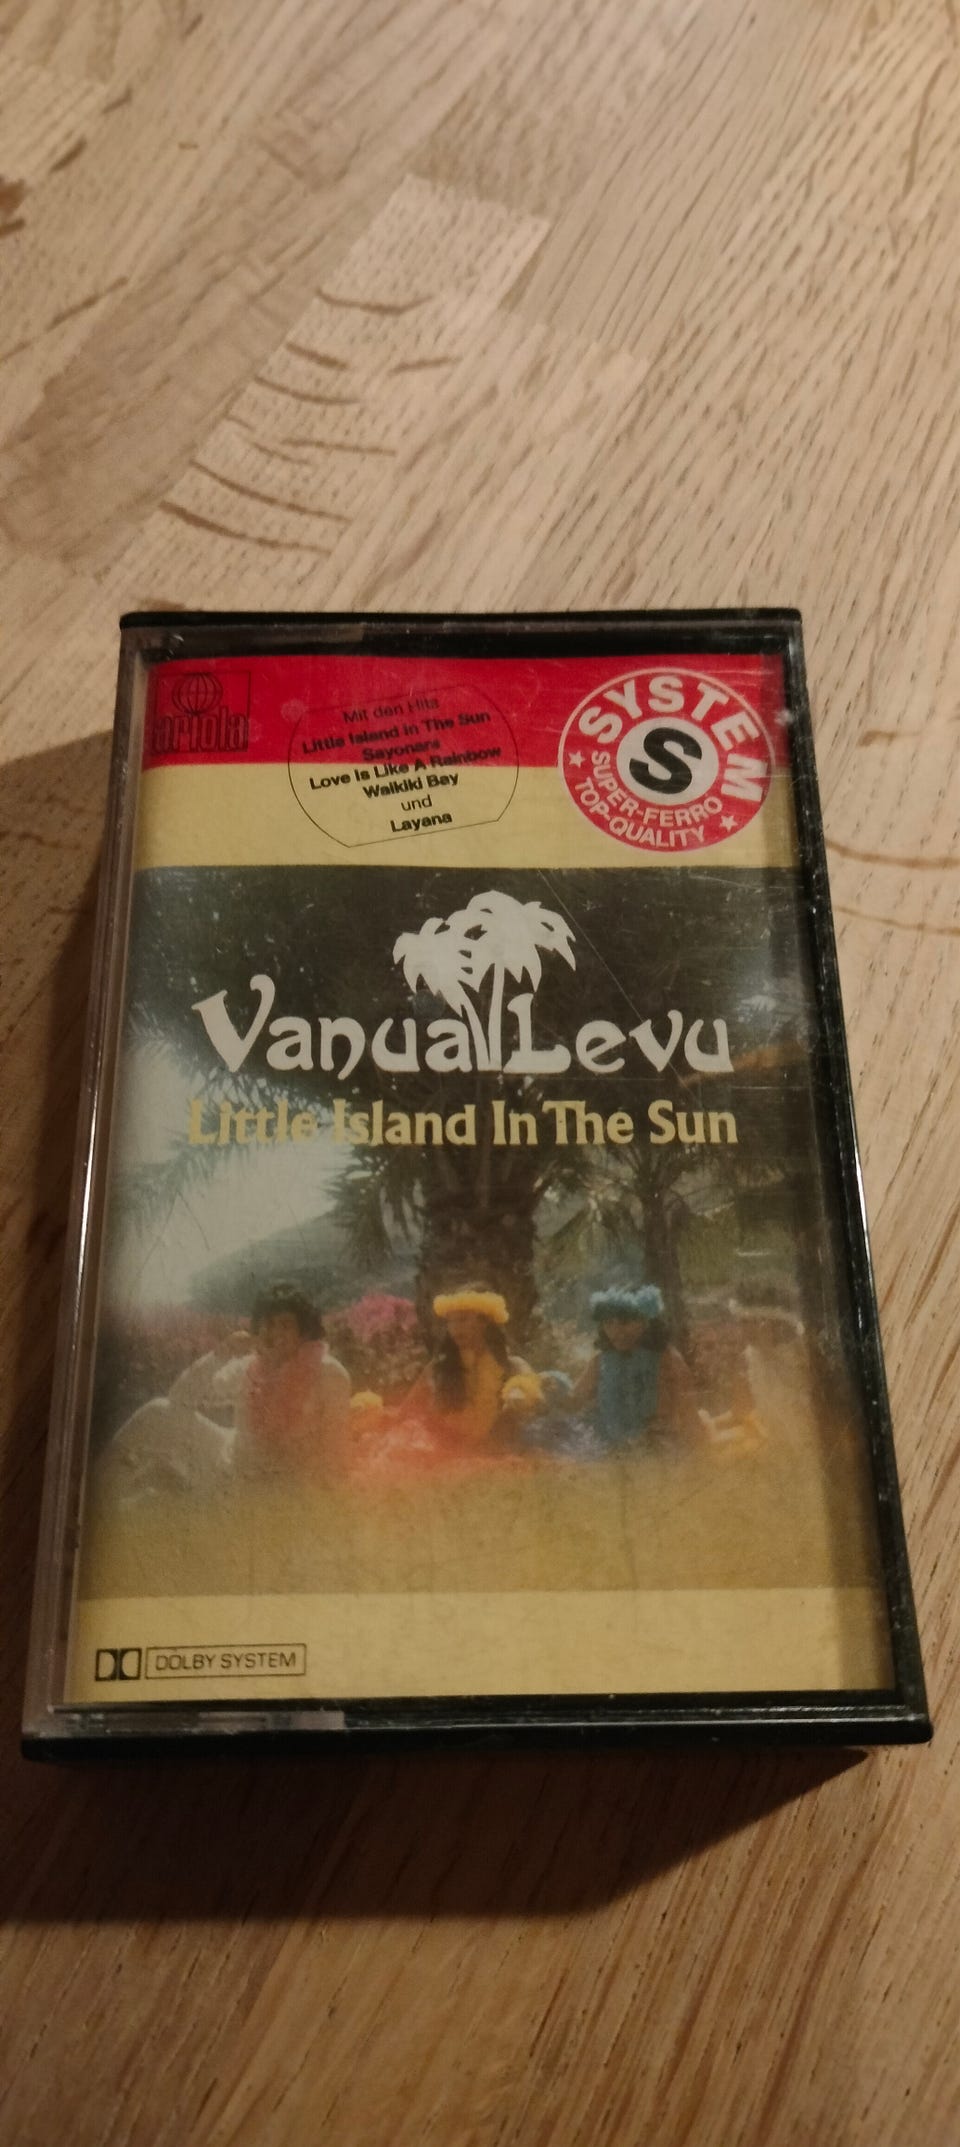 ariola
Mit den Hits
Little Island in The Sun
Sayonara
Love Is Like A Rainbow
Waikiki Bay
und
Layana
SYSTEM
S
SUPER-FERRO
TOP-QUALITY
Vanua Levu
Little Island In The Sun
DOLBY SYSTEM